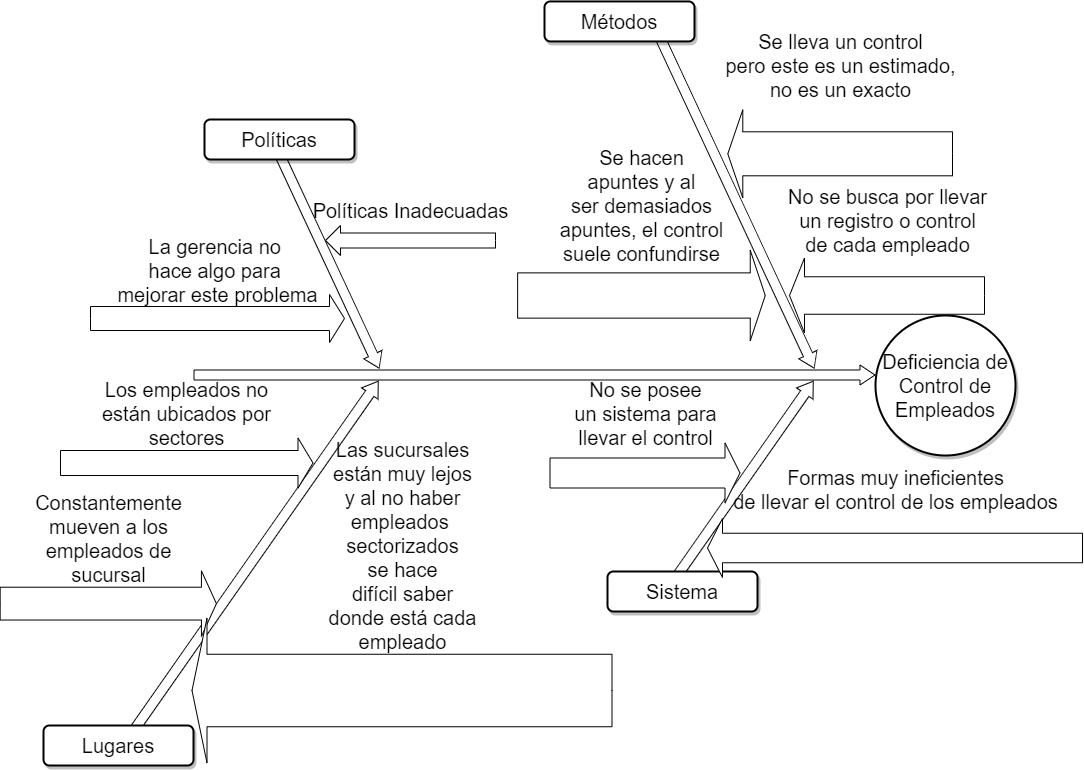 Métodos
Se lleva un control
pero este es un estimado,
no es un exacto
Políticas
Se hacen
apuntes y al
ser demasiados
apuntes, el control
suele confundirse
No se busca por llevar
un registro o control
de cada empleado
Políticas Inadecuadas
La gerencia no
hace algo para
mejorar este problema
Deficiencia de
Control de
Empleados
Los empleados no
están ubicados por
sectores
No se posee
un sistema para
llevar el control
Las sucursales
están muy lejos
y al no haber
empleados
sectorizados
se hace
difícil saber
donde está cada
empleado
Formas muy ineficientes
de llevar el control de los empleados
Constantemente
mueven a los
empleados de
sucursal
Sistema
Lugares